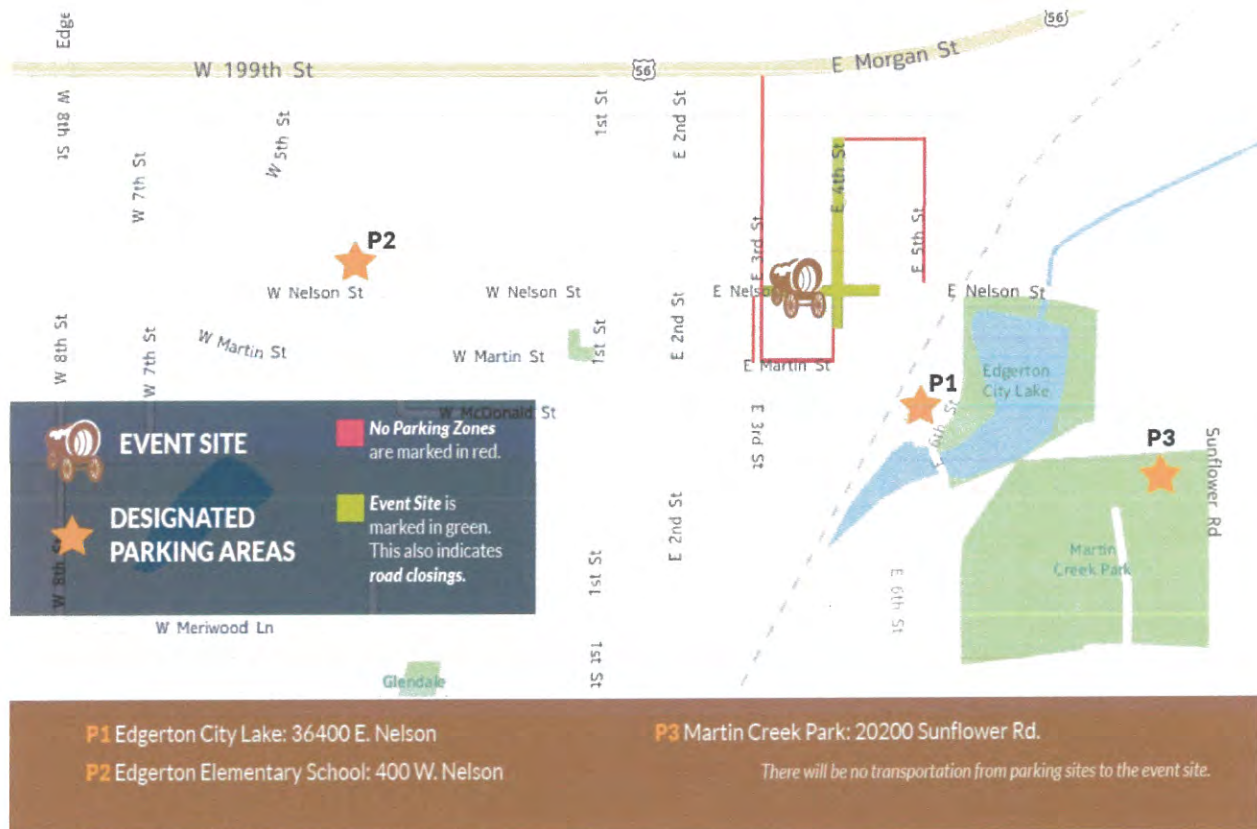 56
56
W 199th St
E Morgan St
Edge
W 8th St
W 7th St
W 5th St
1st St
E 2nd St
E 3rd St
E 4th St
E 5th St
P2
W Nelson St
W Nelson St
E Nelson
E Nelson St
W 8th St
W 7th St
W Martin St
W Martin St
1st St
E 2nd St
E Martin St
P1
Edgerton
City Lake
E 6th St
P3
Sunflower Rd
W McDonald St
E 3rd St
EVENT SITE
No Parking Zones
are marked in red.
DESIGNATED
PARKING AREAS
Event Site is
marked in green.
This also indicates
road closings.
W 8th St
1st St
E 2nd St
E 6th St
Martin
Creek Park
W Meriwood Ln
1st St
Glendale
P1 Edgerton City Lake: 36400 E. Nelson
P2 Edgerton Elementary School: 400 W. Nelson
P3 Martin Creek Park: 20200 Sunflower Rd.
There will be no transportation from parking sites to the event site.